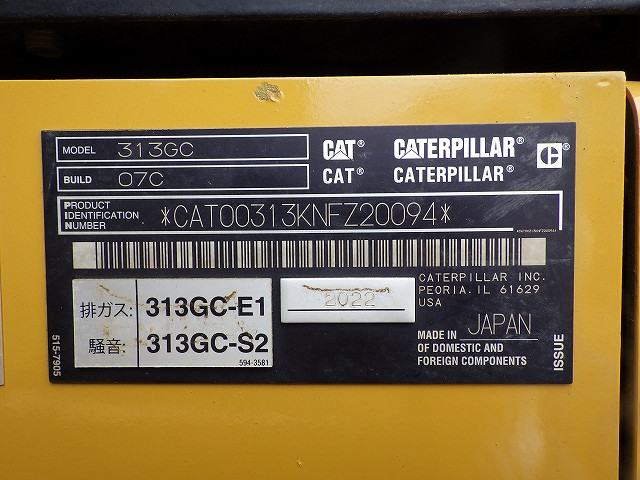 MODEL 313GC
BUILD 07C
CAT® CATERPILLAR®
CAT® CATERPILLAR®
PRODUCT
IDENTIFICATION
NUMBER
*CAT00313KNFZ20094*
*CAT00313KNFZ20094*
排ガス: 313GC-E1
騒音: 313GC-S2
594-3581
2022
CATERPILLAR INC.
PEORIA, IL 61629
USA
MADE IN JAPAN
OF DOMESTIC AND
FOREIGN COMPONENTS
515-7905
ISSUE